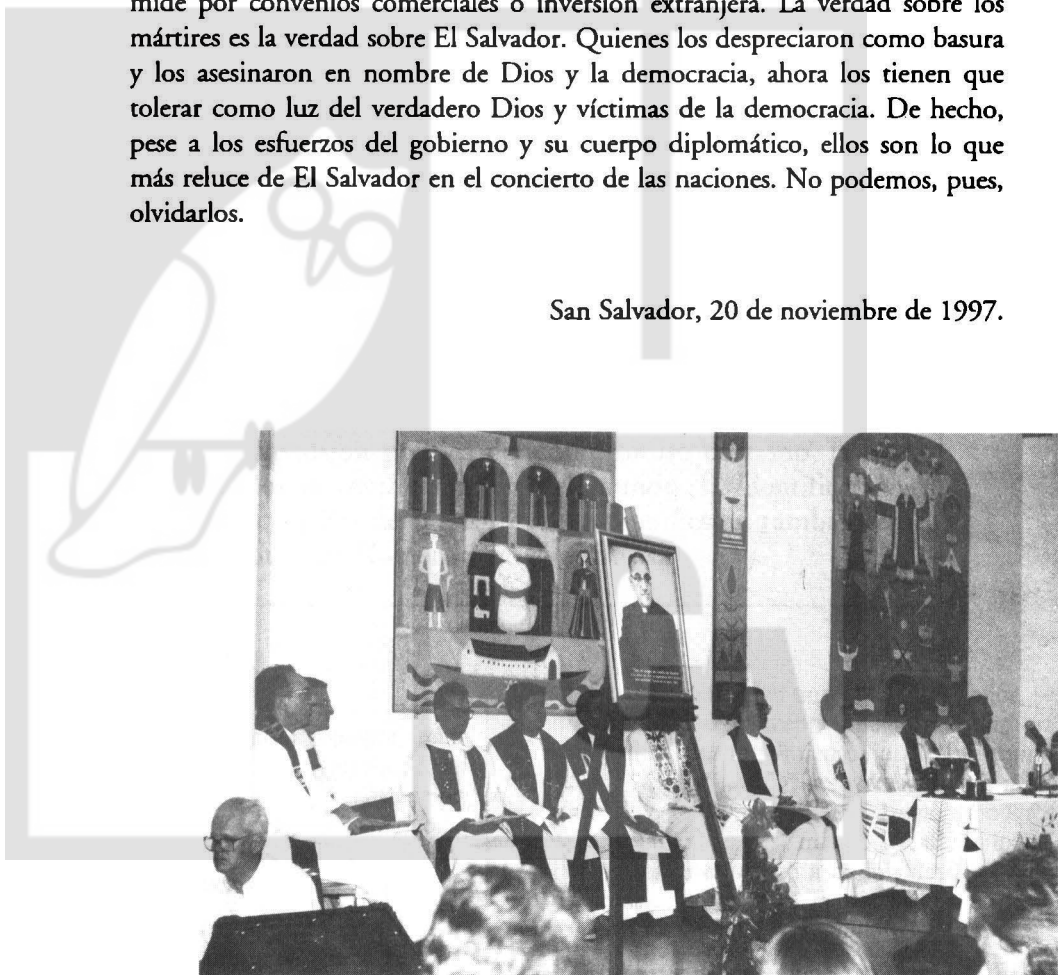 mide por convenios comerciales o inversión extranjera. La verdad sobre los
mártires es la verdad sobre El Salvador. Quienes los despreciaron como basura
y los asesinaron en nombre de Dios y la democracia, ahora los tienen que
tolerar como luz del verdadero Dios y víctimas de la democracia. De hecho,
pese a los esfuerzos del gobierno y su cuerpo diplomático, ellos son lo que
más reluce de El Salvador en el concierto de las naciones. No podemos, pues,
olvidarlos.
San Salvador, 20 de noviembre de 1997.